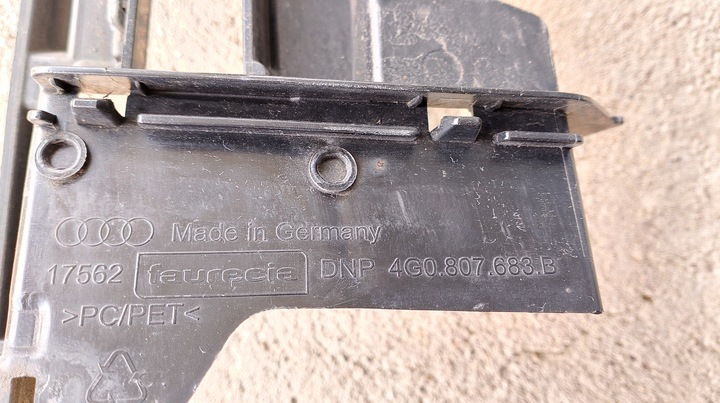 Made in Germany
17562 faurecia DNP 4G0.807.683.B
>PC/PET<